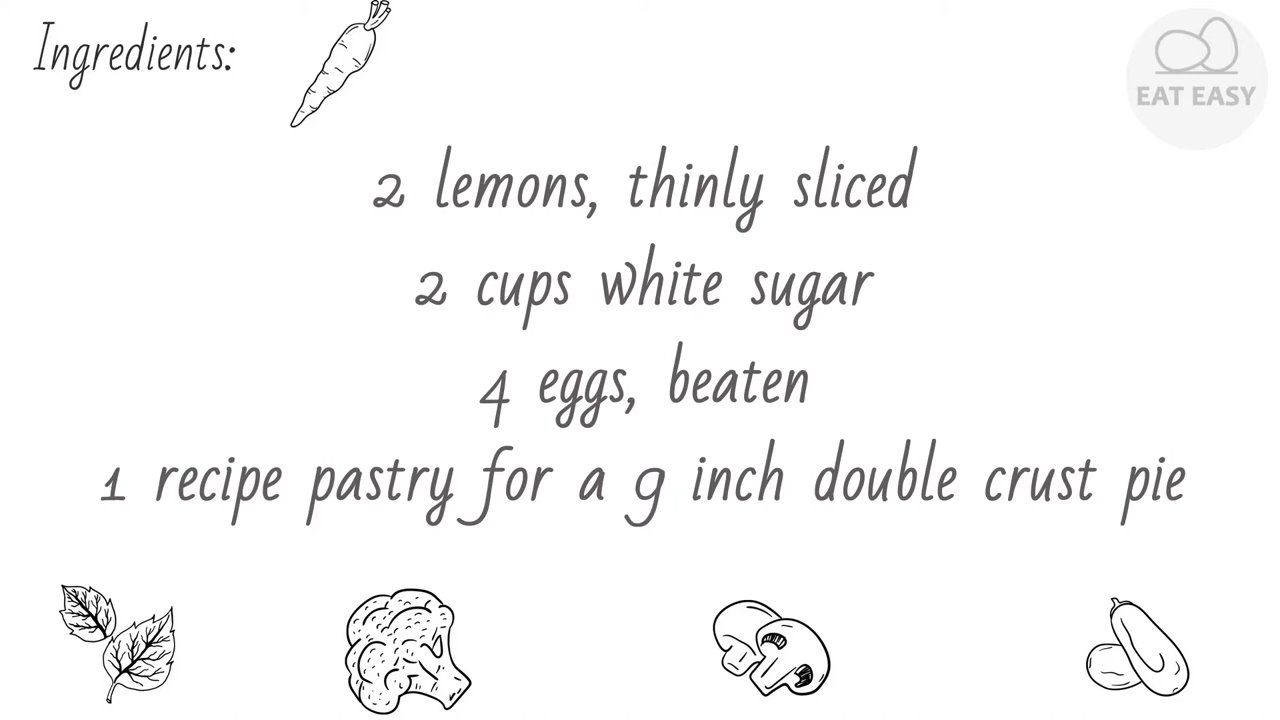 Ingredients:
EAT EASY
2 lemons, thinly sliced
2 cups white sugar
4 eggs, beaten
1 recipe pastry for a 9 inch double crust pie